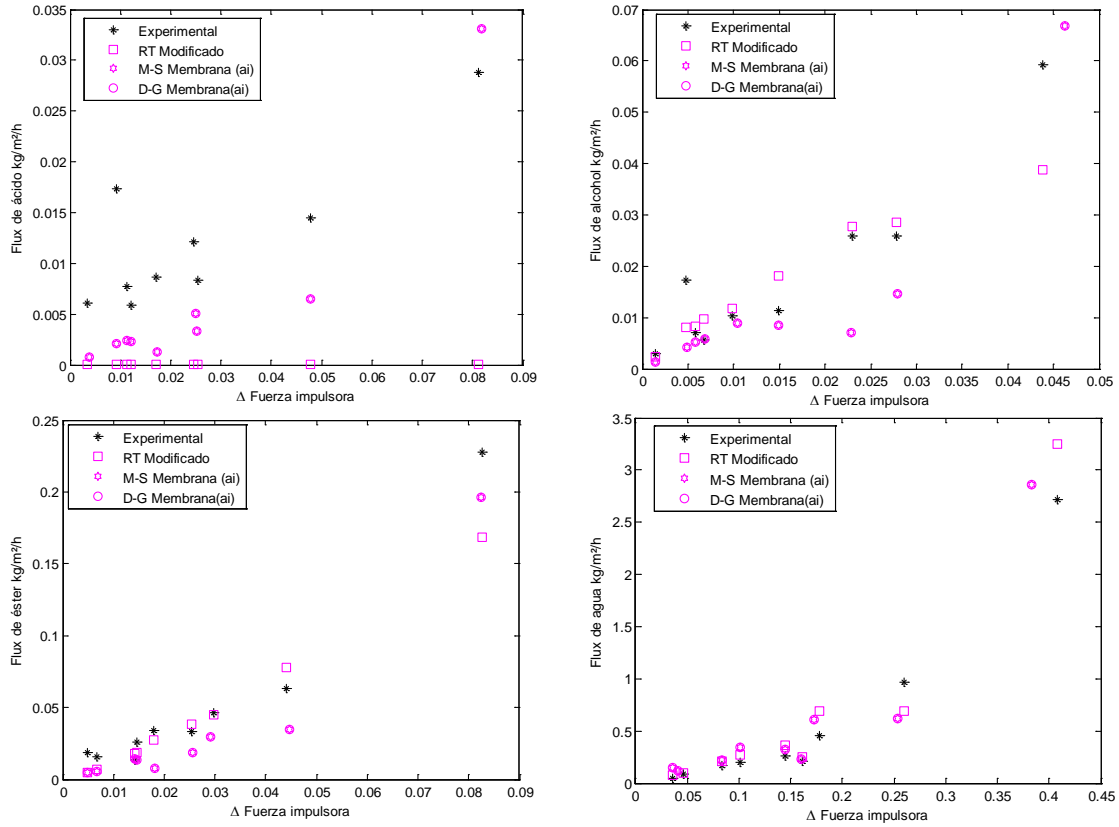 0.035
0.03
0.025
0.02
0.015
0.01
0.005
0
Flux de ácido kg/m²/h
Experimental
RT Modificado
M-S Membrana (ai)
D-G Membrana(ai)
0 0.01 0.02 0.03 0.04 0.05 0.06 0.07 0.08 0.09
Δ Fuerza impulsora
0.07
0.06
0.05
0.04
0.03
0.02
0.01
0
Flux de alcohol kg/m²/h
Experimental
RT Modificado
M-S Membrana (ai)
D-G Membrana(ai)
0 0.005 0.01 0.015 0.02 0.025 0.03 0.035 0.04 0.045 0.05
Δ Fuerza impulsora
0.25
0.2
0.15
0.1
0.05
0
Flux de éster kg/m²/h
Experimental
RT Modificado
M-S Membrana (ai)
D-G Membrana(ai)
0 0.01 0.02 0.03 0.04 0.05 0.06 0.07 0.08 0.09
Δ Fuerza impulsora
3.5
3
2.5
2
1.5
1
0.5
0
Flux de agua kg/m²/h
Experimental
RT Modificado
M-S Membrana (ai)
D-G Membrana(ai)
0 0.05 0.1 0.15 0.2 0.25 0.3 0.35 0.4 0.45
Δ Fuerza impulsora